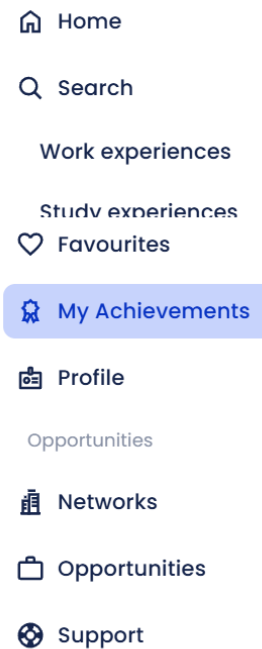 Home
Search
Work experiences
Study experiences
Favourites
My Achievements
Profile
Opportunities
Networks
Opportunities
Support